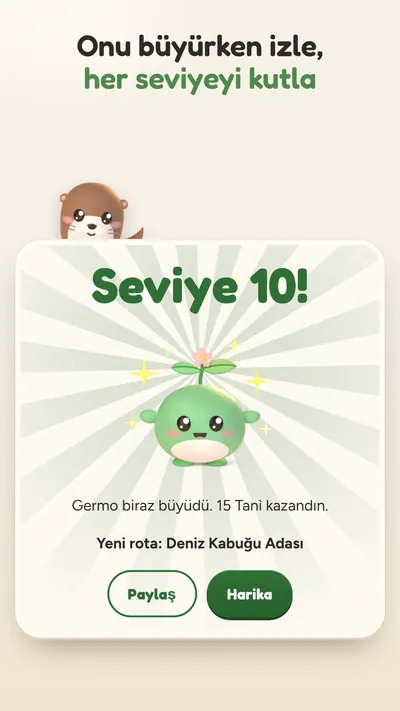 Onu büyürken izle,
her seviyeyi kutla
Seviye 10!
Germo biraz büyüdü. 15 Tani kazandın.
Yeni rota: Deniz Kabuğu Adası
Paylaş
Harika